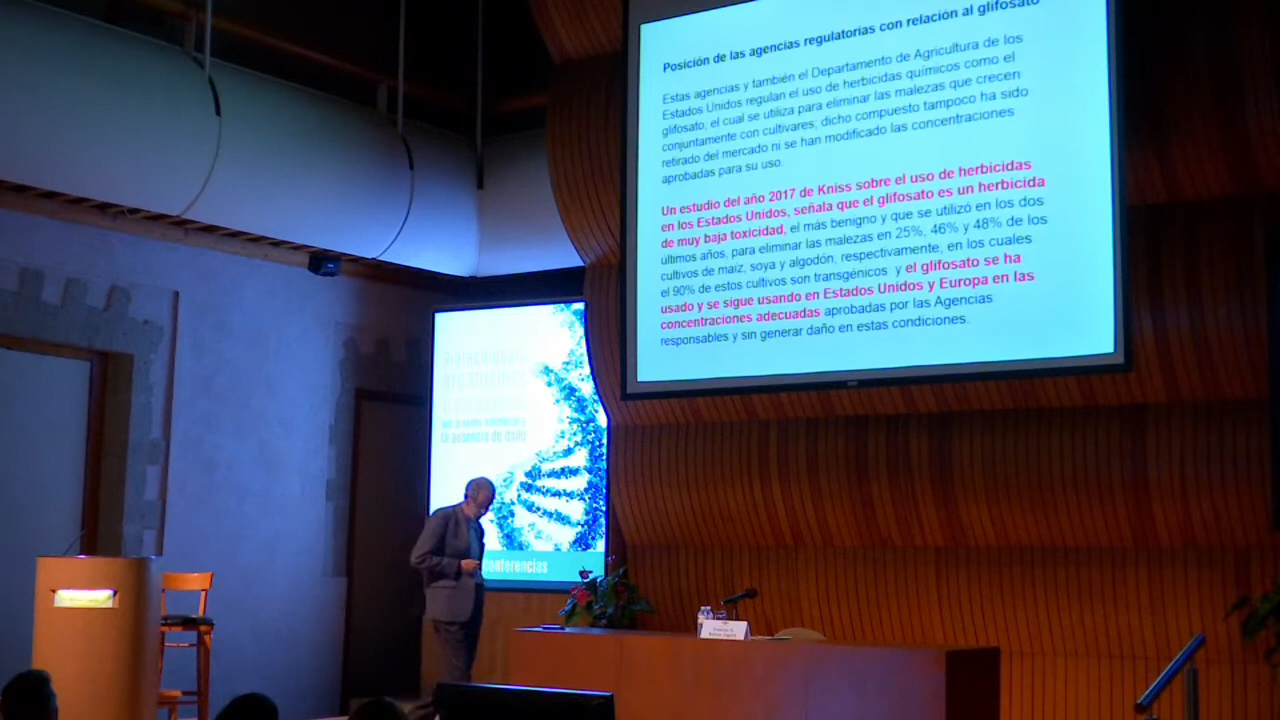 Posición de las agencias regulatorias con relación al glifosato
Estas agencias y también el Departamento de Agricultura de los
Estados Unidos regulan el uso de herbicidas químicos como el
glifosato, el cual se utiliza para eliminar las malezas que crecen
conjuntamente con cultivares; dicho compuesto tampoco ha sido
retirado del mercado ni se han modificado las concentraciones
aprobadas para su uso.
Un estudio del año 2017 de Kniss sobre el uso de herbicidas
en los Estados Unidos, señala que el glifosato es un herbicida
de muy baja toxicidad, el más benigno y que se utilizó en los dos
últimos años, para eliminar las malezas en 25%, 46% y 48% de los
cultivos de maíz, soya y algodón, respectivamente, en los cuales
el 90% de estos cultivos son transgénicos y el glifosato se ha
usado y se sigue usando en Estados Unidos y Europa en las
concentraciones adecuadas aprobadas por las Agencias
responsables y sin generar daño en estas condiciones.
la ausencia de daño
conferencias